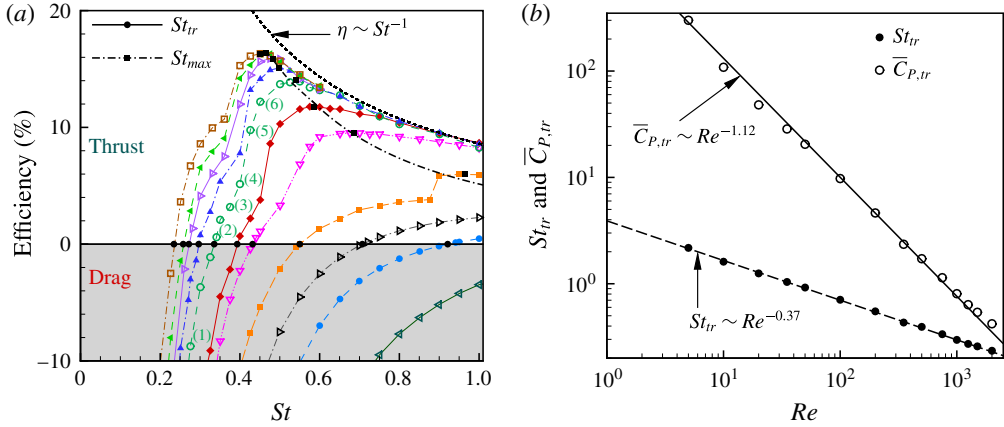 (a)
20
15
10
5
0
-5
-10
Efficiency (%)
St_tr
St_max
η ~ St^−1
Thrust
Drag
(6)
(5)
(4)
(3)
(2)
(1)
0 0.2 0.4 0.6 0.8 1.0
St
(b)
10^2
10^1
10^0
St_tr and C̅_P,tr
St_tr
C̅_P,tr
C̅_P,tr ~ Re^−1.12
St_tr ~ Re^−0.37
10^0 10^1 10^2 10^3
Re